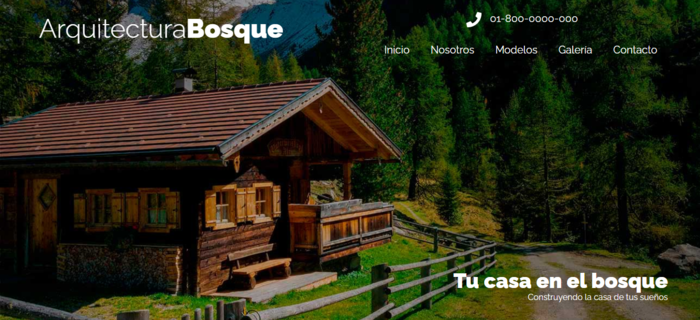 ArquitecturaBosque
01-800-0000-000
Inicio Nosotros Modelos Galería Contacto
Tu casa en el bosque
Construyendo la casa de tus sueños